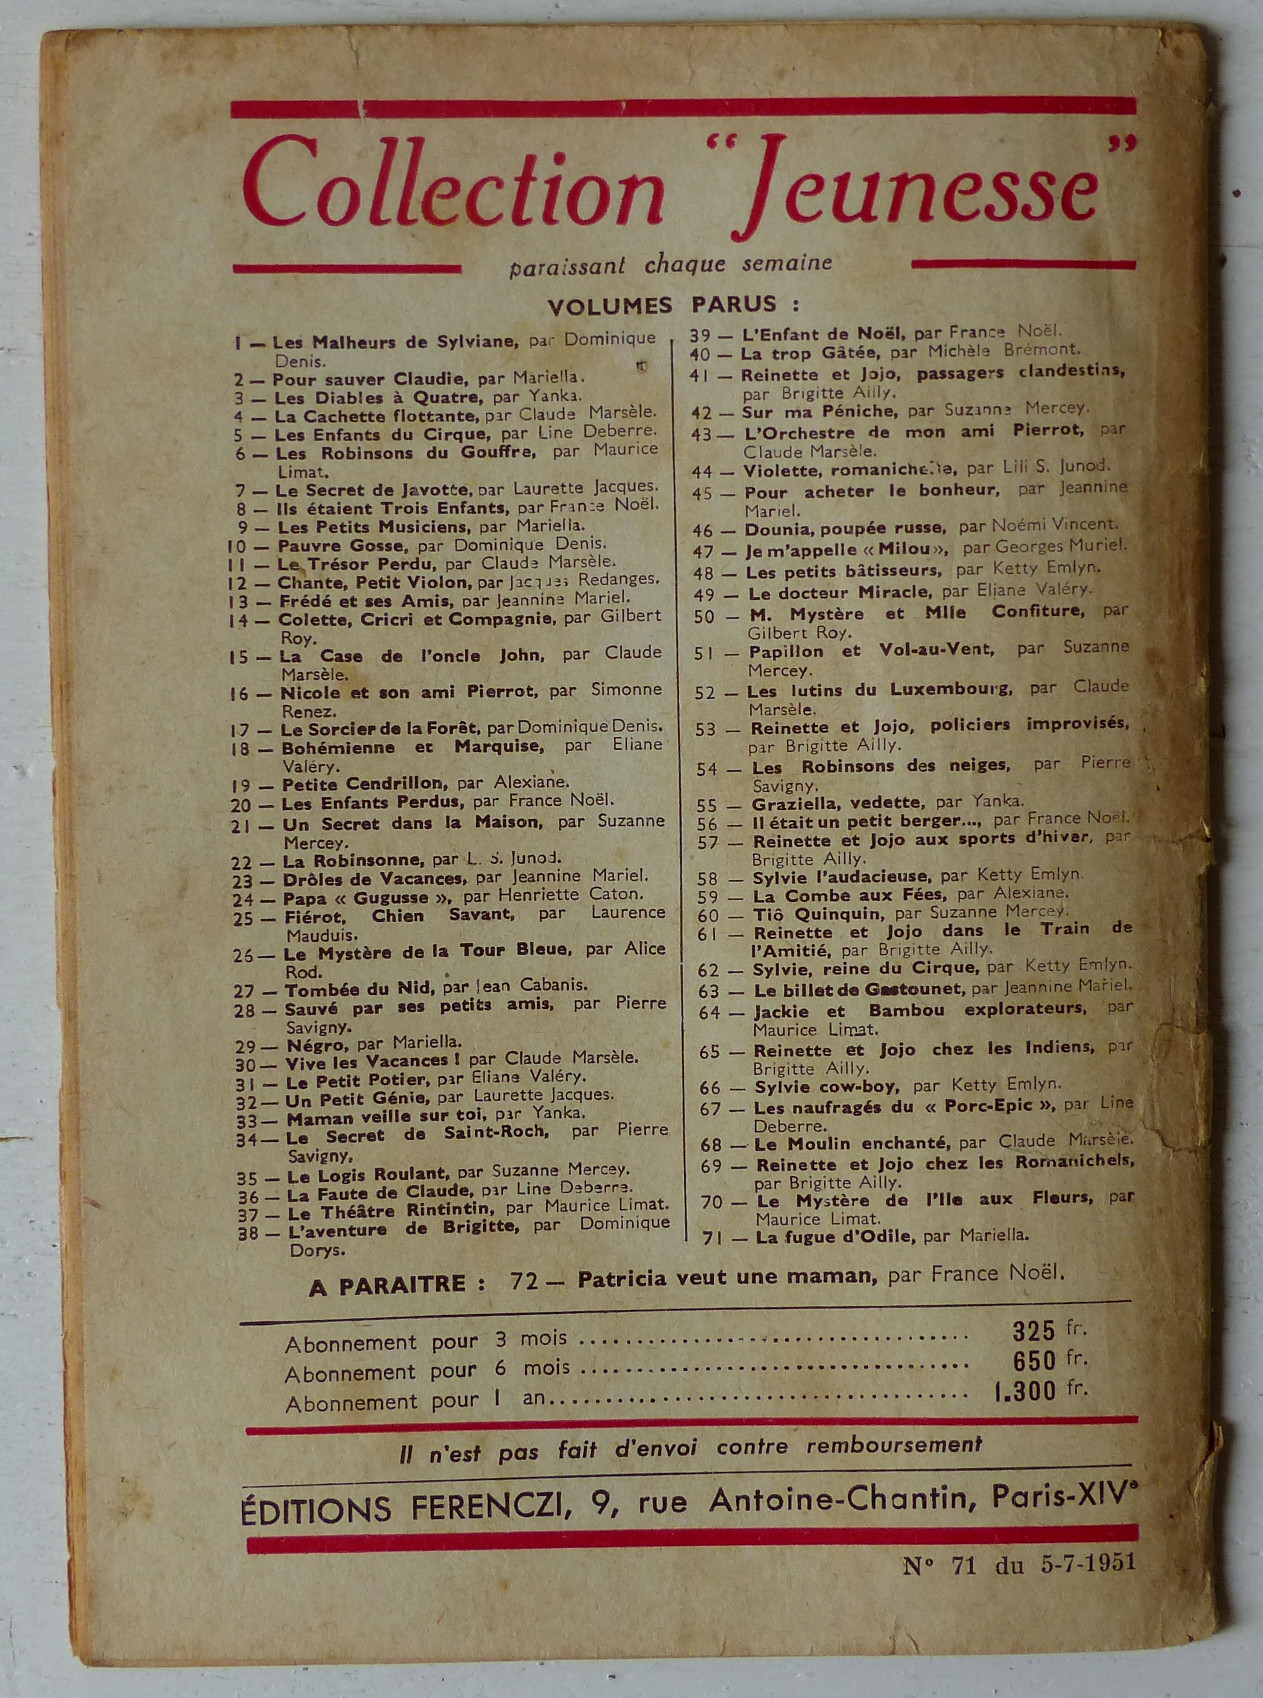 Collection "Jeunesse"
paraissant chaque semaine
VOLUMES PARUS :
1 — Les Malheurs de Sylviane, par Dominique
Denis.
2 — Pour sauver Claudie, par Mariella.
3 — Les Diables à Quatre, par Yanka.
4 — La Cachette flottante, par Claude Marsèle.
5 — Les Enfants du Cirque, par Line Deberre.
6 — Les Robinsons du Gouffre, par Maurice
Limat.
7 — Le Secret de Javotte, par Laurette Jacques.
8 — Ils étaient Trois Enfants, par France Noël.
9 — Les Petits Musiciens, par Mariella.
10 — Pauvre Gosse, par Dominique Denis.
11 — Le Trésor Perdu, par Claude Marsèle.
12 — Chante, Petit Violon, par Jacques Redanges.
13 — Frédé et ses Amis, par Jeannine Mariel.
14 — Colette, Cricri et Compagnie, par Gilbert
Roy.
15 — La Case de l'oncle John, par Claude
Marsèle.
16 — Nicole et son ami Pierrot, par Simonne
Renez.
17 — Le Sorcier de la Forêt, par Dominique Denis.
18 — Bohémienne et Marquise, par Eliane
Valéry.
19 — Petite Cendrillon, par Alexiane.
20 — Les Enfants Perdus, par France Noël.
21 — Un Secret dans la Maison, par Suzanne
Mercey.
22 — La Robinsonne, par L. S. Junod.
23 — Drôles de Vacances, par Jeannine Mariel.
24 — Papa « Gugusse », par Henriette Caton.
25 — Fiérot, Chien Savant, par Laurence
Mauduis.
26 — Le Mystère de la Tour Bleue, par Alice
Rod.
27 — Tombée du Nid, par Jean Cabanis.
28 — Sauvé par ses petits amis, par Pierre
Savigny.
29 — Négro, par Mariella.
30 — Vive les Vacances ! par Claude Marsèle.
31 — Le Petit Potier, par Eliane Valéry.
32 — Un Petit Génie, par Laurette Jacques.
33 — Maman veille sur toi, par Yanka.
34 — Le Secret de Saint-Roch, par Pierre
Savigny,
35 — Le Logis Roulant, par Suzanne Mercey.
36 — La Faute de Claude, par Line Deberre.
37 — Le Théâtre Rintintin, par Maurice Limat.
38 — L'aventure de Brigitte, par Dominique
Dorys.
39 — L'Enfant de Noël, par France Noël.
40 — La trop Gâtée, par Michèle Brémont.
41 — Reinette et Jojo, passagers clandestins,
par Brigitte Ailly.
42 — Sur ma Péniche, par Suzanne Mercey.
43 — L'Orchestre de mon ami Pierrot, par
Claude Marsèle.
44 — Violette, romanichelle, par Lili S. Junod.
45 — Pour acheter le bonheur, par Jeannine
Mariel.
46 — Dounia, poupée russe, par Noémi Vincent.
47 — Je m'appelle « Milou », par Georges Muriel.
48 — Les petits bâtisseurs, par Ketty Emlyn.
49 — Le docteur Miracle, par Eliane Valéry.
50 — M. Mystère et Mlle Confiture, par
Gilbert Roy.
51 — Papillon et Vol-au-Vent, par Suzanne
Mercey.
52 — Les lutins du Luxembourg, par Claude
Marsèle.
53 — Reinette et Jojo, policiers improvisés,
par Brigitte Ailly.
54 — Les Robinsons des neiges, par Pierre
Savigny.
55 — Graziella, vedette, par Yanka.
56 — Il était un petit berger..., par France Noël.
57 — Reinette et Jojo aux sports d'hiver, par
Brigitte Ailly.
58 — Sylvie l'audacieuse, par Ketty Emlyn.
59 — La Combe aux Fées, par Alexiane.
60 — Tiô Quinquin, par Suzanne Mercey.
61 — Reinette et Jojo dans le Train de
l'Amitié, par Brigitte Ailly.
62 — Sylvie, reine du Cirque, par Ketty Emlyn.
63 — Le billet de Gastounet, par Jeannine Mariel.
64 — Jackie et Bambou explorateurs, par
Maurice Limat.
65 — Reinette et Jojo chez les Indiens, par
Brigitte Ailly.
66 — Sylvie cow-boy, par Ketty Emlyn.
67 — Les naufragés du « Porc-Epic », par Line
Deberre.
68 — Le Moulin enchanté, par Claude Marsèle.
69 — Reinette et Jojo chez les Romanichels,
par Brigitte Ailly.
70 — Le Mystère de l'Ile aux Fleurs, par
Maurice Limat.
71 — La fugue d'Odile, par Mariella.
A PARAITRE : 72 — Patricia veut une maman, par France Noël.
Abonnement pour 3 mois .................................. 325 fr.
Abonnement pour 6 mois .................................. 650 fr.
Abonnement pour 1 an..................................... 1.300 fr.
Il n'est pas fait d'envoi contre remboursement
ÉDITIONS FERENCZI, 9, rue Antoine-Chantin, Paris-XIVe
N° 71 du 5-7-1951